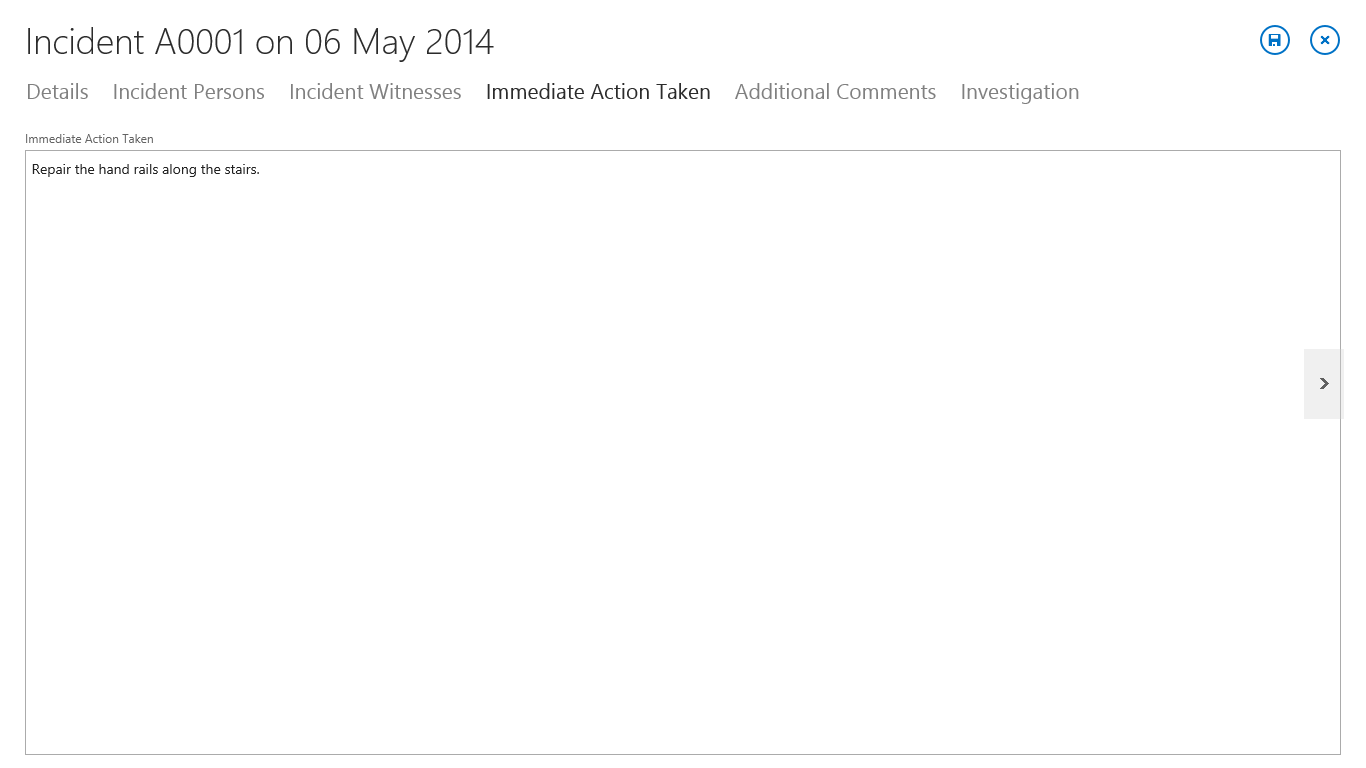 Incident A0001 on 06 May 2014
Details Incident Persons Incident Witnesses Immediate Action Taken Additional Comments Investigation
Immediate Action Taken
Repair the hand rails along the stairs.